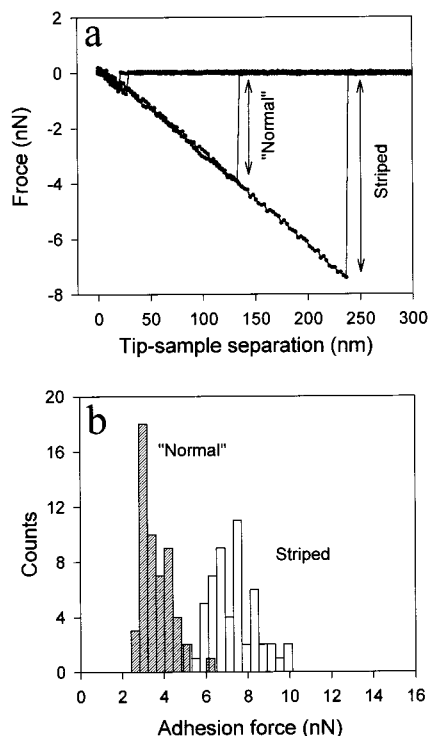 a
2
0
-2
-4
-6
-8
Froce (nN)
"Normal"
Striped
0
50
100
150
200
250
300
Tip-sample separation (nm)
b
20
16
12
8
4
0
Counts
"Normal"
Striped
0
2
4
6
8
10
12
14
16
Adhesion force (nN)